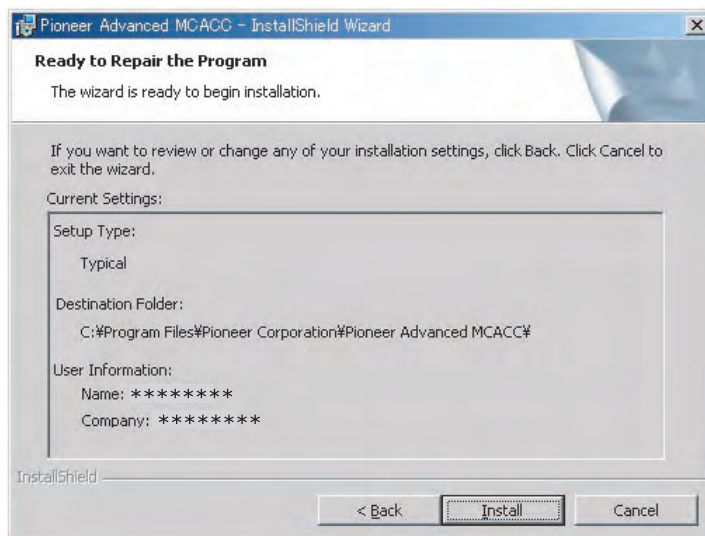 Pioneer Advanced MCACC - InstallShield Wizard
Ready to Repair the Program
The wizard is ready to begin installation.
If you want to review or change any of your installation settings, click Back. Click Cancel to
exit the wizard.
Current Settings:
Setup Type:
Typical
Destination Folder:
C:¥Program Files¥Pioneer Corporation¥Pioneer Advanced MCACC¥
User Information:
Name: ********
Company: ********
InstallShield
< Back
Install
Cancel